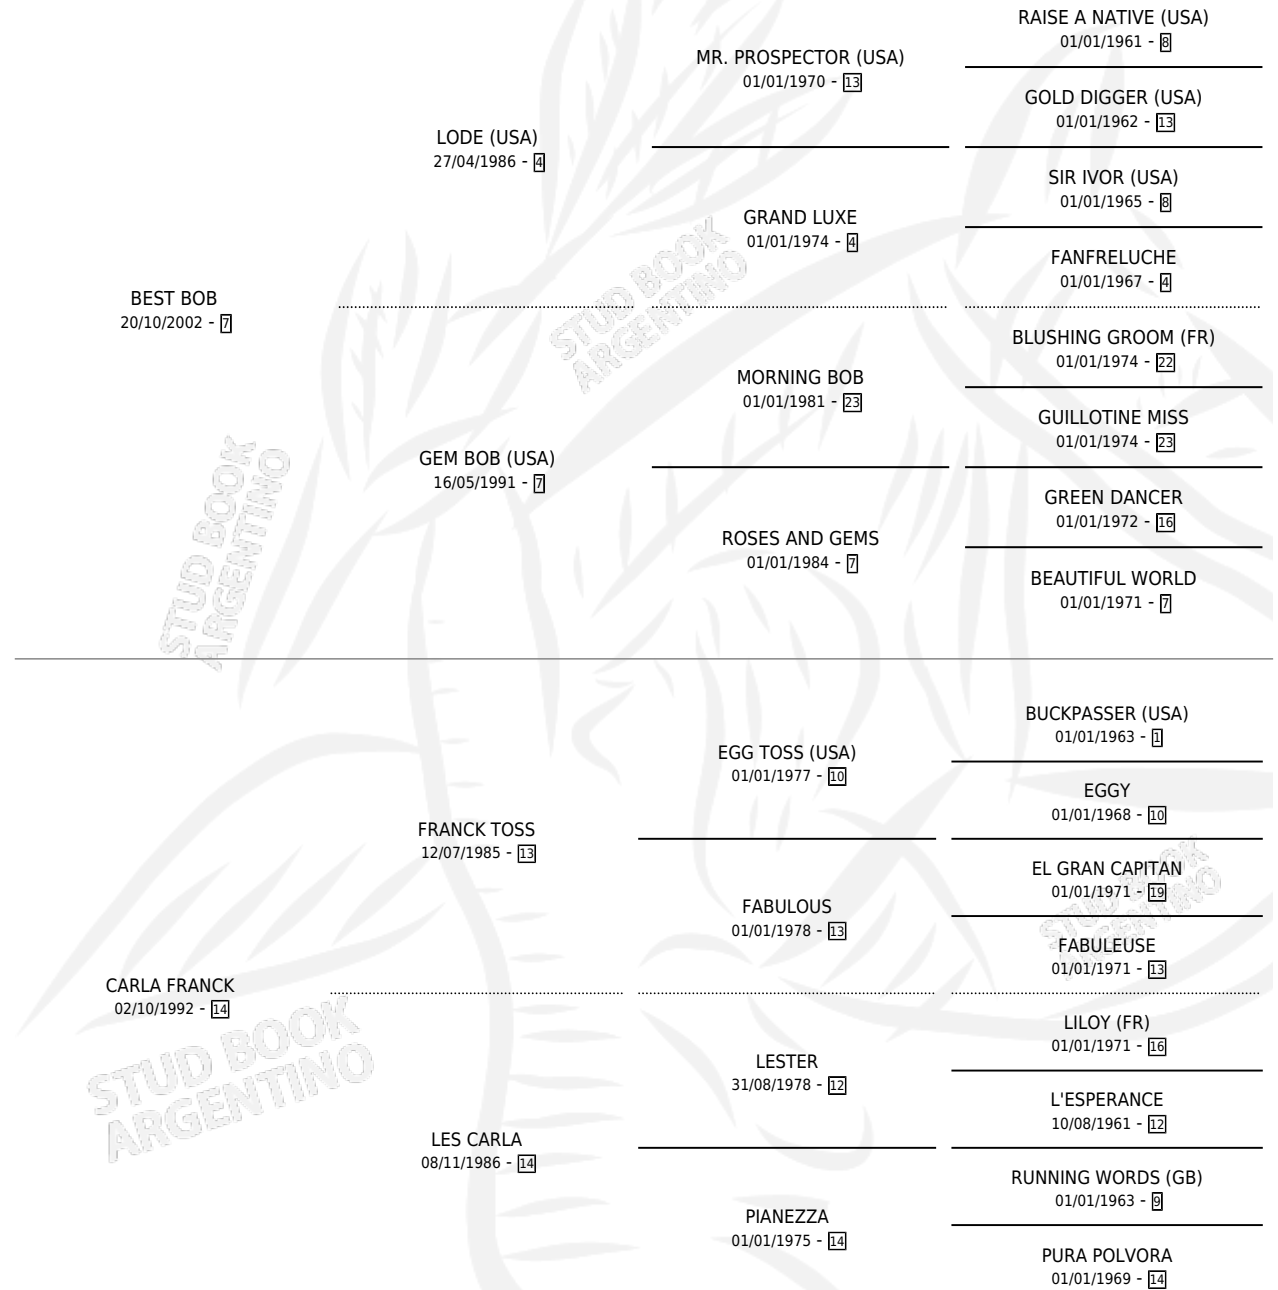 RAISE A NATIVE (USA)
01/01/1961 - 8
MR. PROSPECTOR (USA)
01/01/1970 - 13
GOLD DIGGER (USA)
01/01/1962 - 13
LODE (USA)
27/04/1986 - 4
SIR IVOR (USA)
01/01/1965 - 8
GRAND LUXE
01/01/1974 - 4
FANFRELUCHE
01/01/1967 - 4
BEST BOB
20/10/2002 - 7
BLUSHING GROOM (FR)
01/01/1974 - 22
MORNING BOB
01/01/1981 - 23
GUILLOTINE MISS
01/01/1974 - 23
GEM BOB (USA)
16/05/1991 - 7
GREEN DANCER
01/01/1972 - 16
ROSES AND GEMS
01/01/1984 - 7
BEAUTIFUL WORLD
01/01/1971 - 7
BUCKPASSER (USA)
01/01/1963 - 1
EGG TOSS (USA)
01/01/1977 - 10
EGGY
01/01/1968 - 10
FRANCK TOSS
12/07/1985 - 13
EL GRAN CAPITAN
01/01/1971 - 19
FABULOUS
01/01/1978 - 13
FABULEUSE
01/01/1971 - 13
CARLA FRANCK
02/10/1992 - 14
LILOY (FR)
01/01/1971 - 16
LESTER
31/08/1978 - 12
L'ESPERANCE
10/08/1961 - 12
LES CARLA
08/11/1986 - 14
RUNNING WORDS (GB)
01/01/1963 - 9
PIANEZZA
01/01/1975 - 14
PURA POLVORA
01/01/1969 - 14
STUD BOOK
ARGENTINO
STUD BOOK
ARGENTINO
STUD BOOK
ARGENTINO
STUD BOOK
ARGENTINO